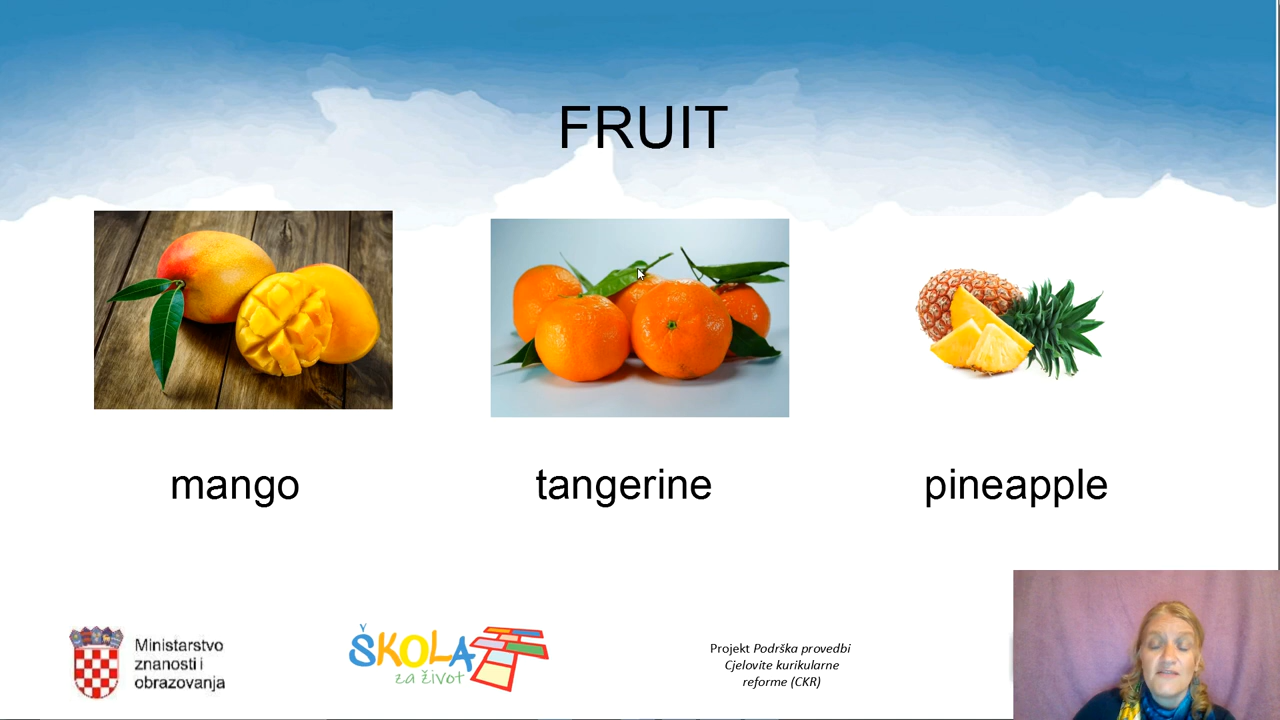 FRUIT
mango
tangerine
pineapple
Ministarstvo
znanosti i
obrazovanja
ŠKOLA
za život
Projekt Podrška provedbi
Cjelovite kurikularne
reforme (CKR)